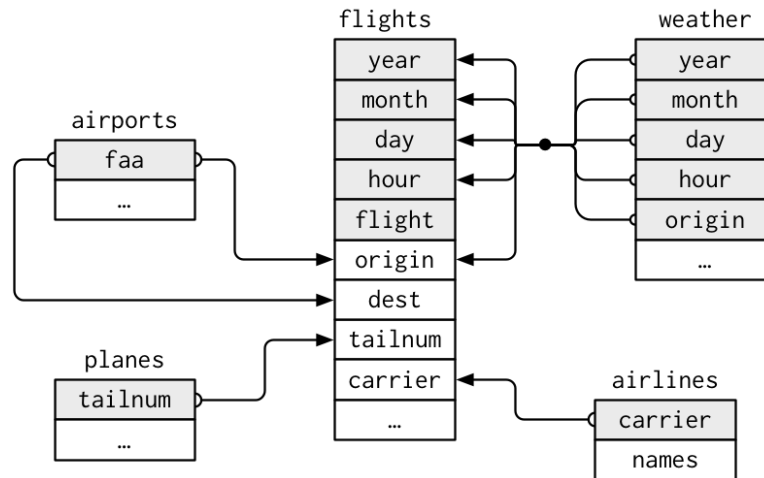 flights
year
month
day
hour
flight
origin
dest
tailnum
carrier
…
weather
year
month
day
hour
origin
…
airports
faa
…
planes
tailnum
…
airlines
carrier
names